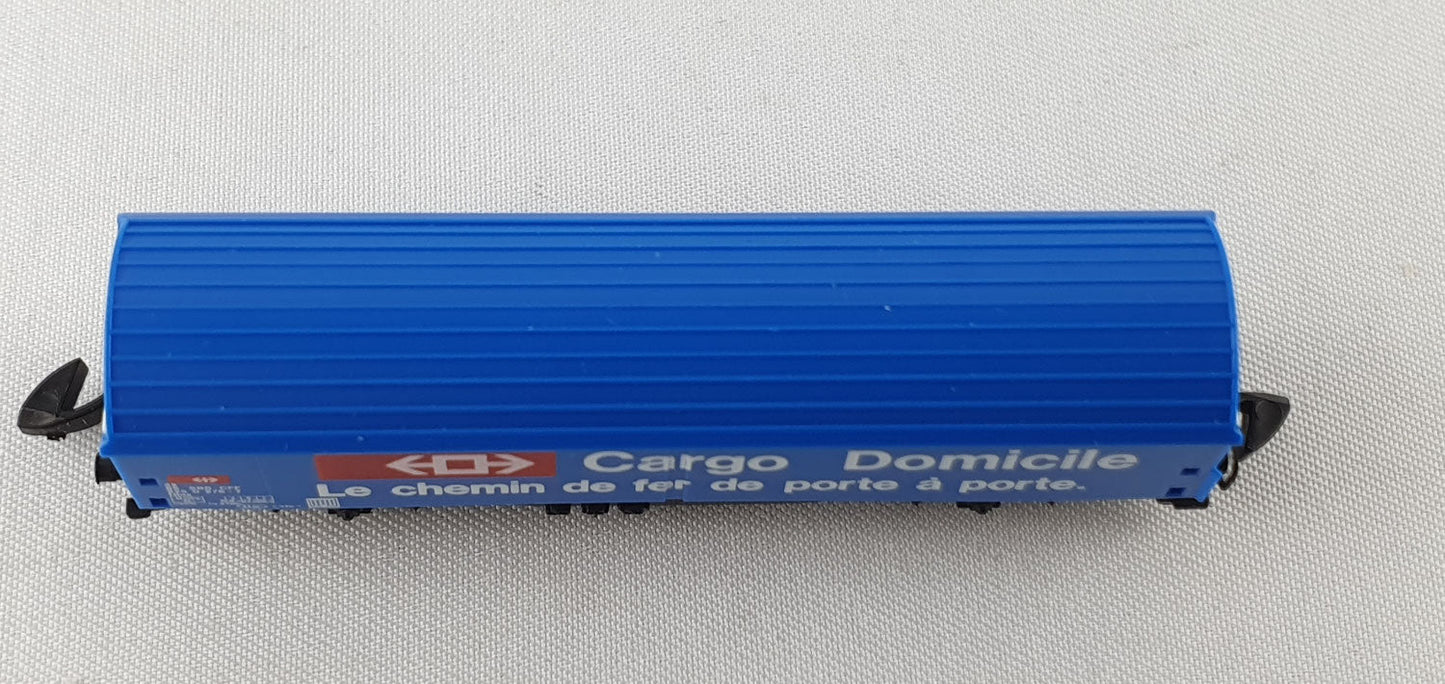 Cargo Domicile
Le chemin de fer de porte à porte.